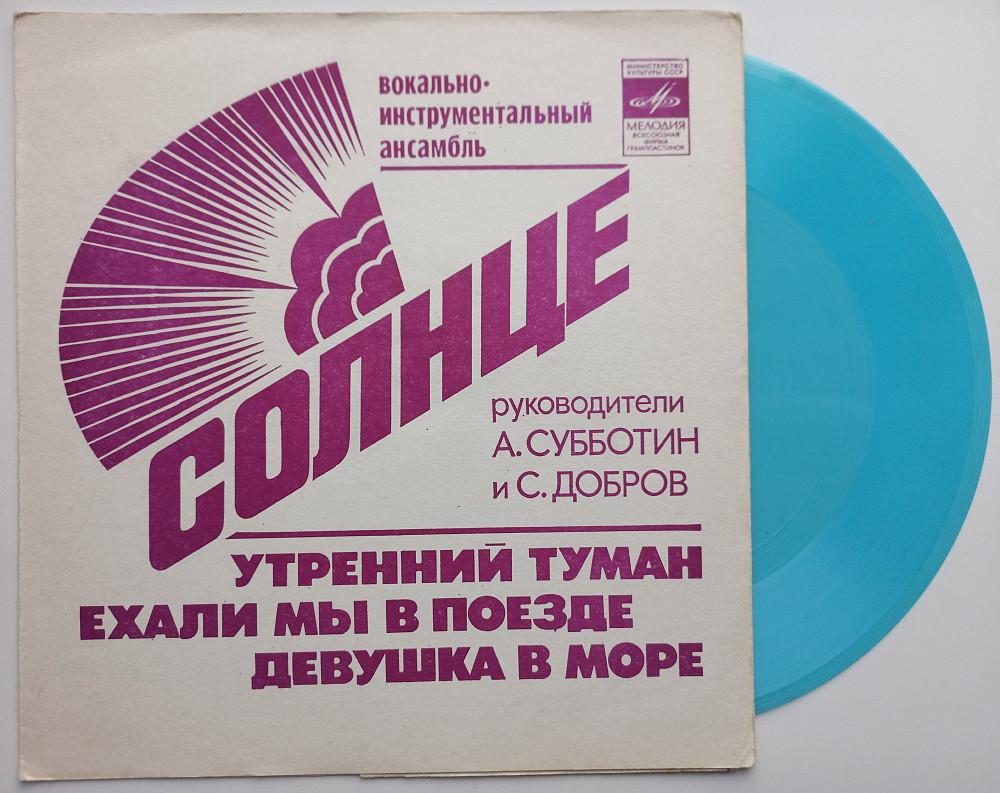 вокально-
инструментальный
ансамбль
МИНИСТЕРСТВО
КУЛЬТУРЫ СССР
МЕЛОДИЯ
ВСЕСОЮЗНАЯ
ФИРМА
ГРАМПЛАСТИНОК
СОЛНЦЕ
руководители
А. СУББОТИН
и С. ДОБРОВ
УТРЕННИЙ ТУМАН
ЕХАЛИ МЫ В ПОЕЗДЕ
ДЕВУШКА В МОРЕ